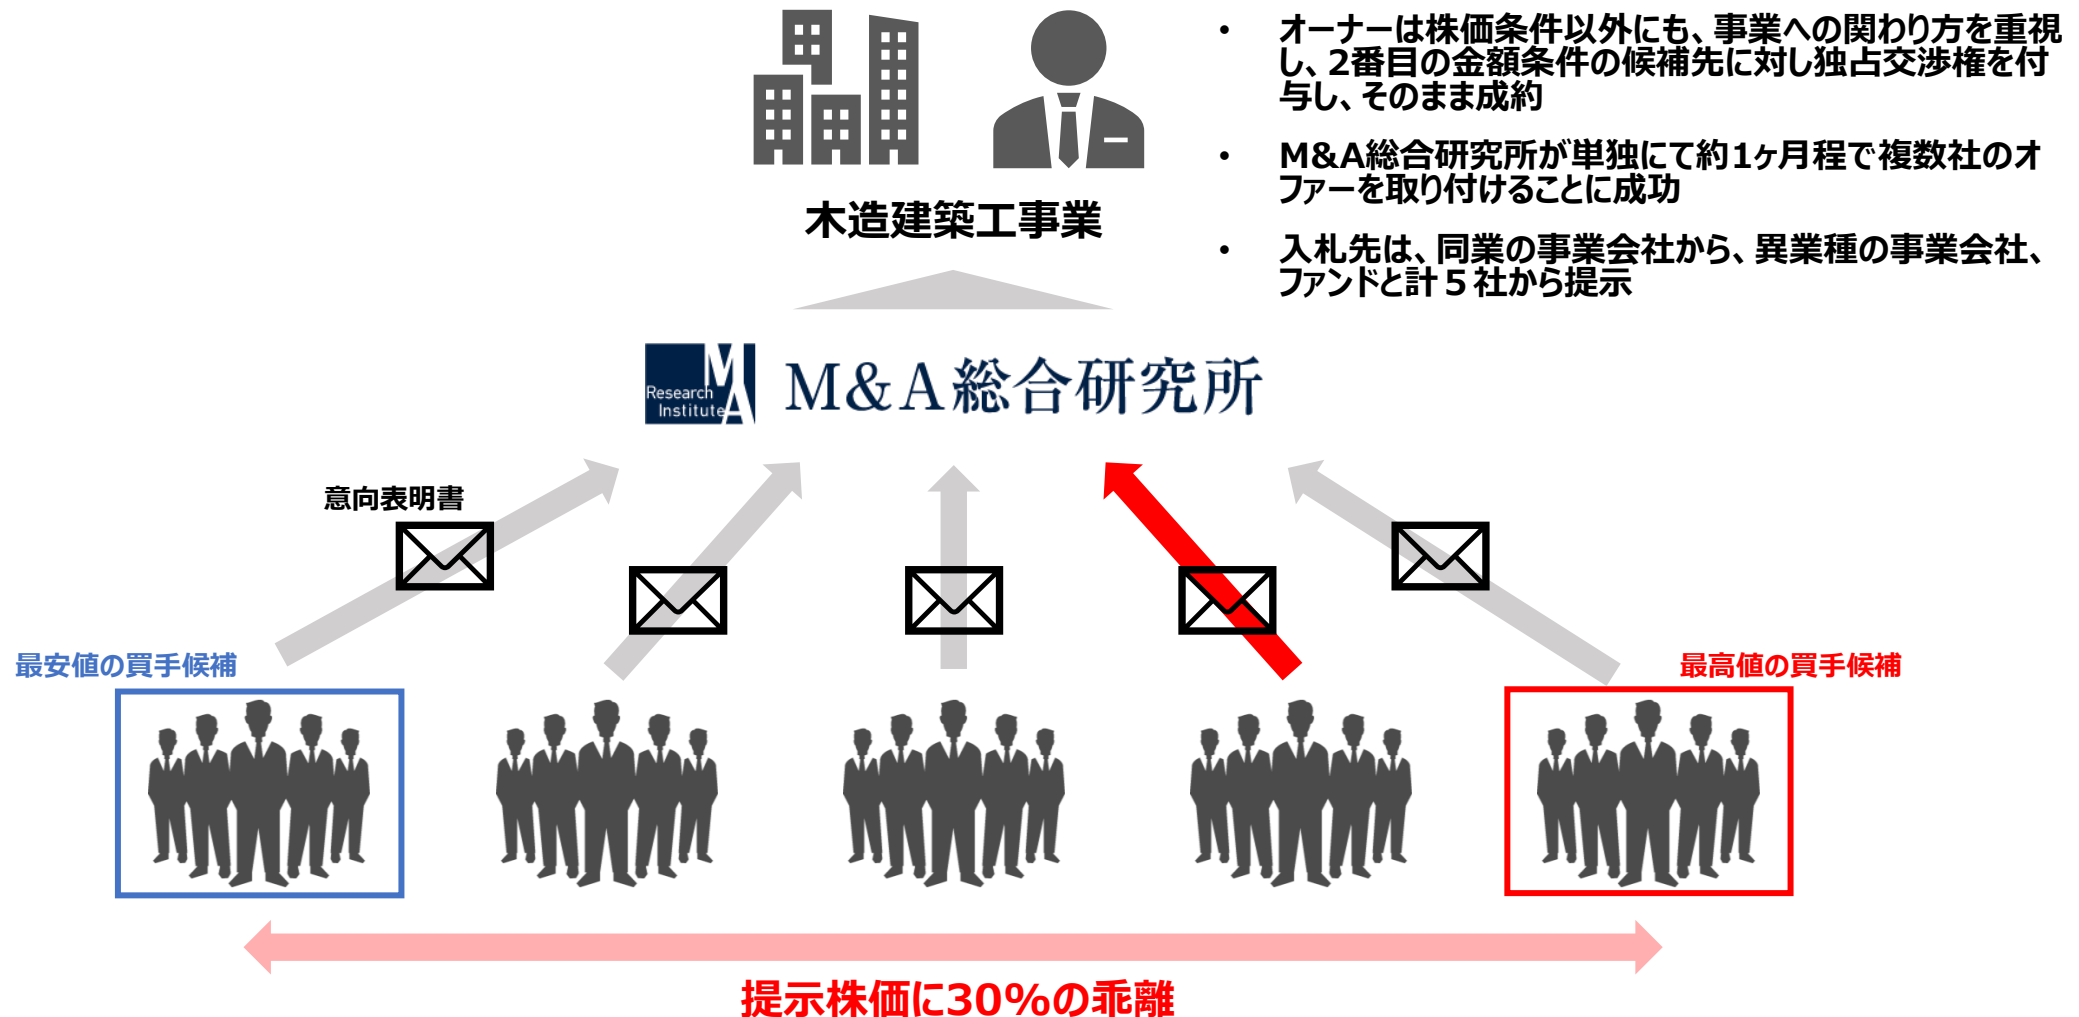 • オーナーは株価条件以外にも、事業への関わり方を重視
し、2番目の金額条件の候補先に対し独占交渉権を付
与し、そのまま成約
• M&A総合研究所が単独にて約1ヶ月程で複数社のオ
ファーを取り付けることに成功
• 入札先は、同業の事業会社から、異業種の事業会社、
ファンドと計５社から提示
木造建築工事業
MA
Research
Institute
M&A総合研究所
意向表明書
最安値の買手候補
最高値の買手候補
提示株価に30%の乖離